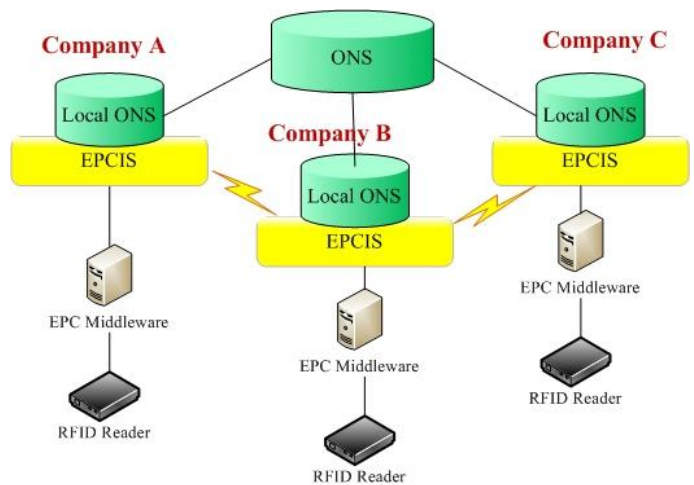 Company A
ONS
Company C
Local ONS
Company B
Local ONS
EPCIS
Local ONS
EPCIS
EPCIS
EPC Middleware
EPC Middleware
EPC Middleware
RFID Reader
RFID Reader
RFID Reader